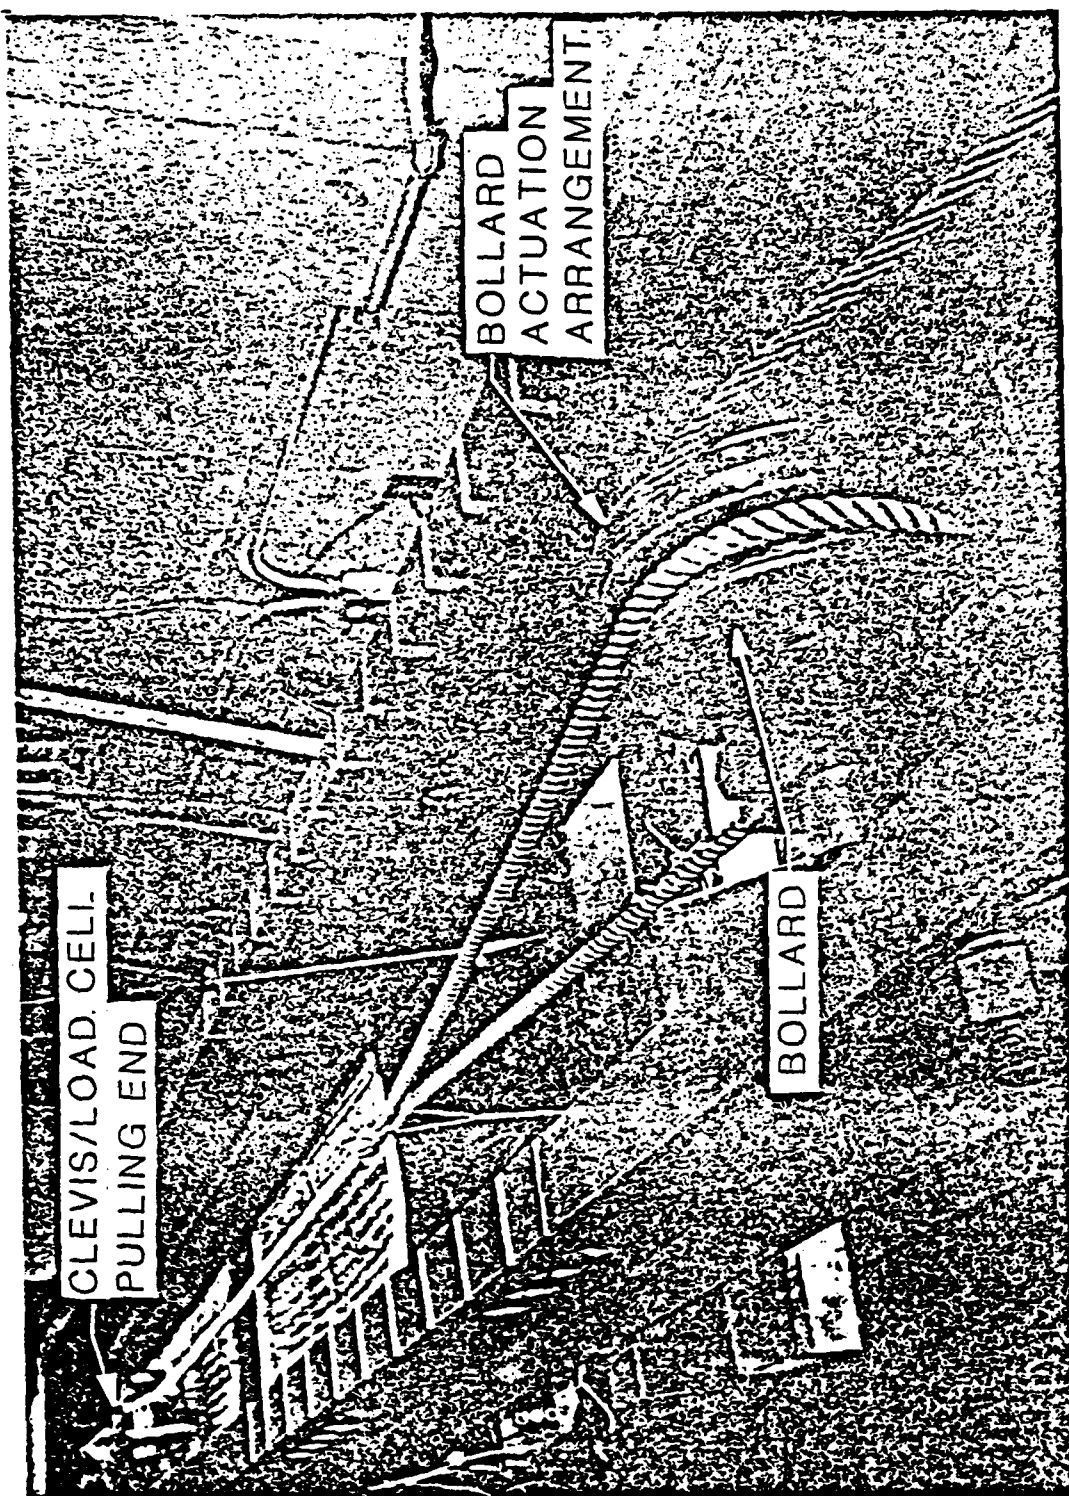 CLEVIS/LOAD CELL
PULLING END
BOLLARD
BOLLARD
ACTUATION
ARRANGEMENT